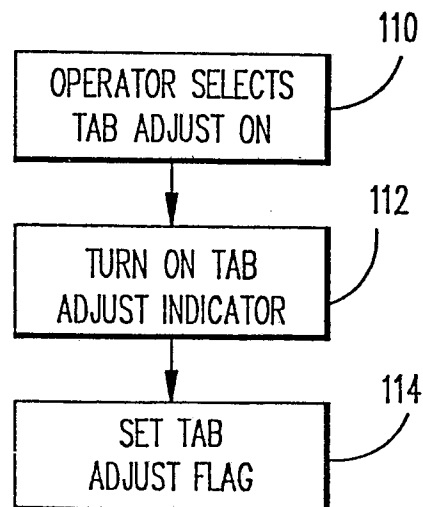 110
OPERATOR SELECTS
TAB ADJUST ON
112
TURN ON TAB
ADJUST INDICATOR
114
SET TAB
ADJUST FLAG